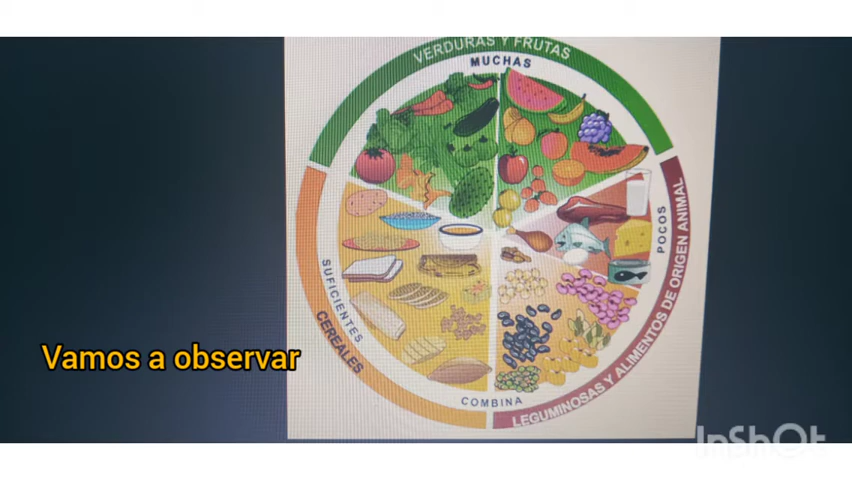 VERDURAS Y FRUTAS
MUCHAS
POCOS
LEGUMINOSAS Y ALIMENTOS DE ORIGEN ANIMAL
SUFICIENTES
CEREALES
COMBINA
Vamos a observar
InShOt